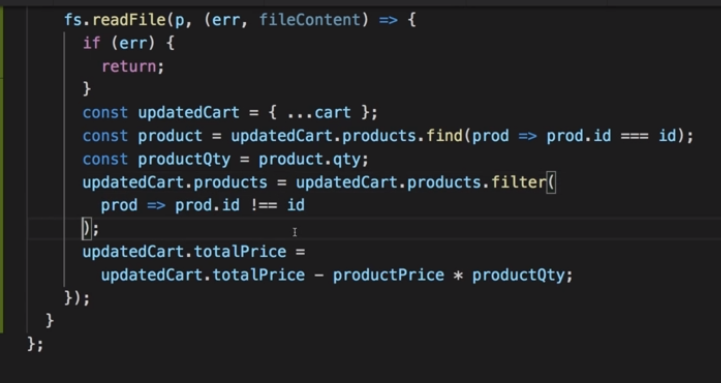 fs.readFile(p, (err, fileContent) => {
if (err) {
return;
}
const updatedCart = { ...cart };
const product = updatedCart.products.find(prod => prod.id === id);
const productQty = product.qty;
updatedCart.products = updatedCart.products.filter(
prod => prod.id !== id
);
updatedCart.totalPrice =
updatedCart.totalPrice - productPrice * productQty;
});
}
};